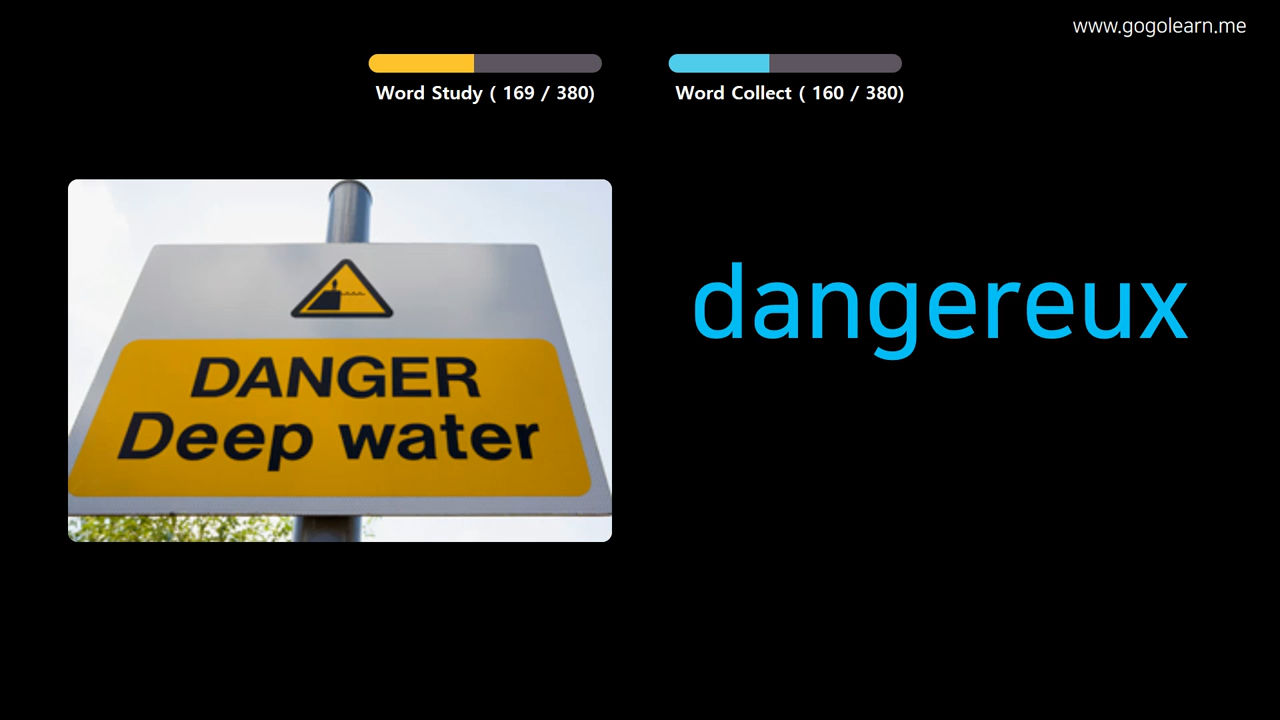 www.gogolearn.me
Word Study ( 169 / 380)
Word Collect ( 160 / 380)
DANGER
Deep water
dangereux